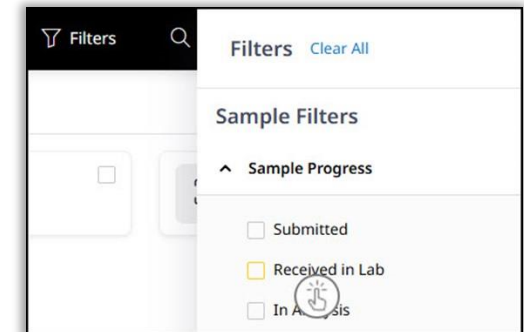 Filters
Filters Clear All
Sample Filters
Sample Progress
Submitted
Received in Lab
In